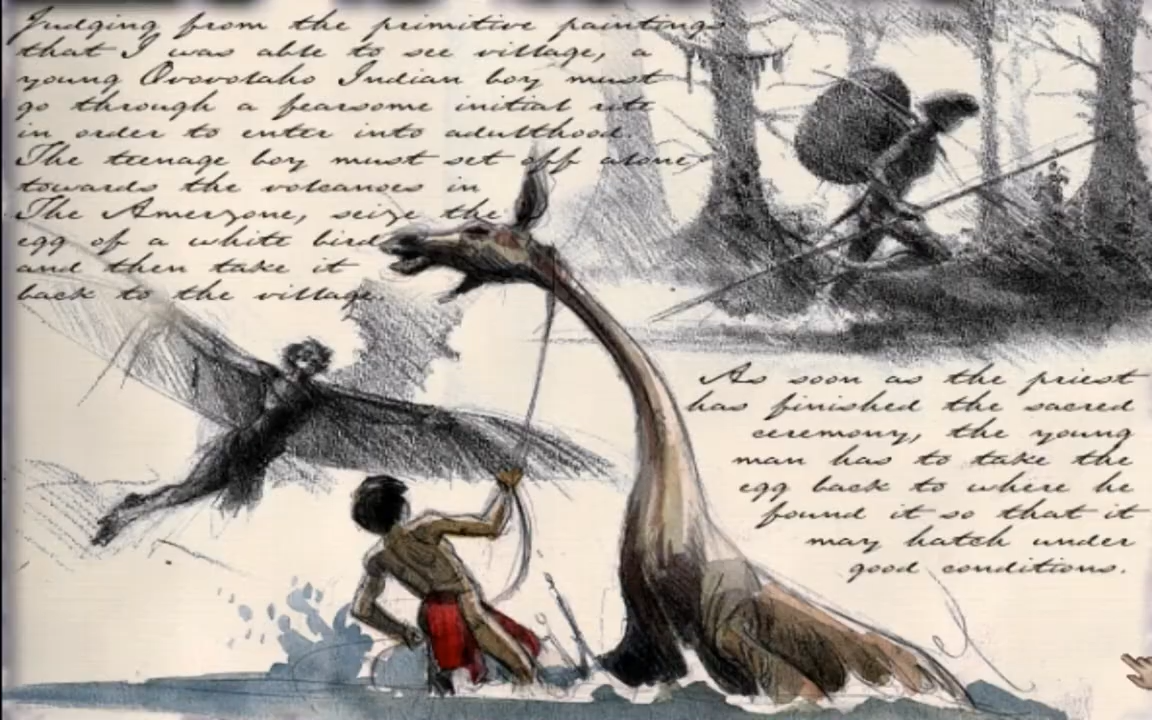 Judging from the primitive paintings
that I was able to see village, a
young Ovovolaho Indian boy must
go through a fearsome initial rite
in order to enter into adulthood.
The teenage boy must set off alone
towards the volcanoes in
The Amerzone, seize the
egg of a white bird
and then take it
back to the village.
As soon as the priest
has finished the sacred
ceremony, the young
man has to take the
egg back to where he
found it so that it
may hatch under
good conditions.